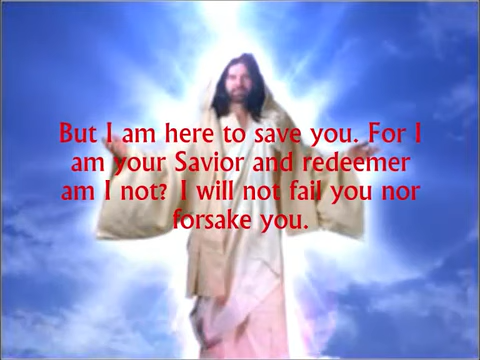 But I am here to save you. For I
am your Savior and redeemer
am I not?  I will not fail you nor
forsake you.